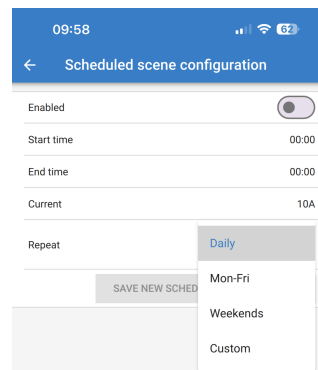 09:58 62
← Scheduled scene configuration
Enabled
Start time 00:00
End time 00:00
Current 10A
Repeat
Daily
Mon-Fri
SAVE NEW SCHED
Weekends
Custom